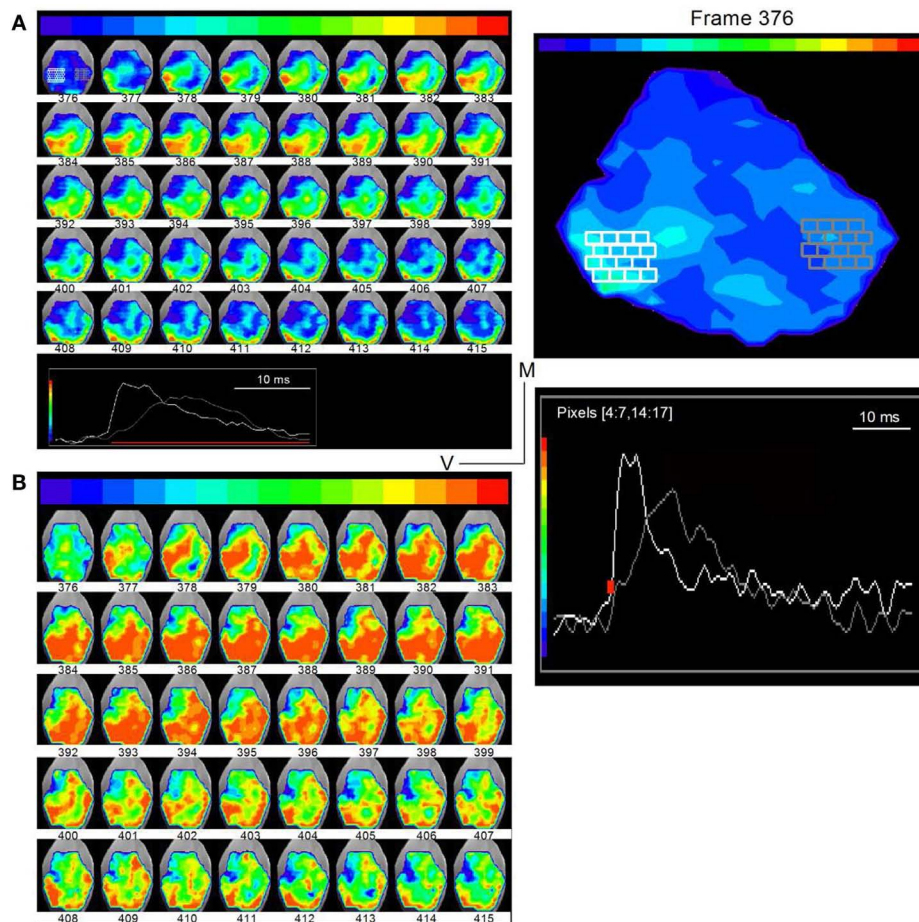 A
Frame 376
376 377 378 379 380 381 382 383
384 385 386 387 388 389 390 391
392 393 394 395 396 397 398 399
400 401 402 403 404 405 406 407
408 409 410 411 412 413 414 415
10 ms
M
V
Pixels [4:7,14:17]
10 ms
B
376 377 378 379 380 381 382 383
384 385 386 387 388 389 390 391
392 393 394 395 396 397 398 399
400 401 402 403 404 405 406 407
408 409 410 411 412 413 414 415